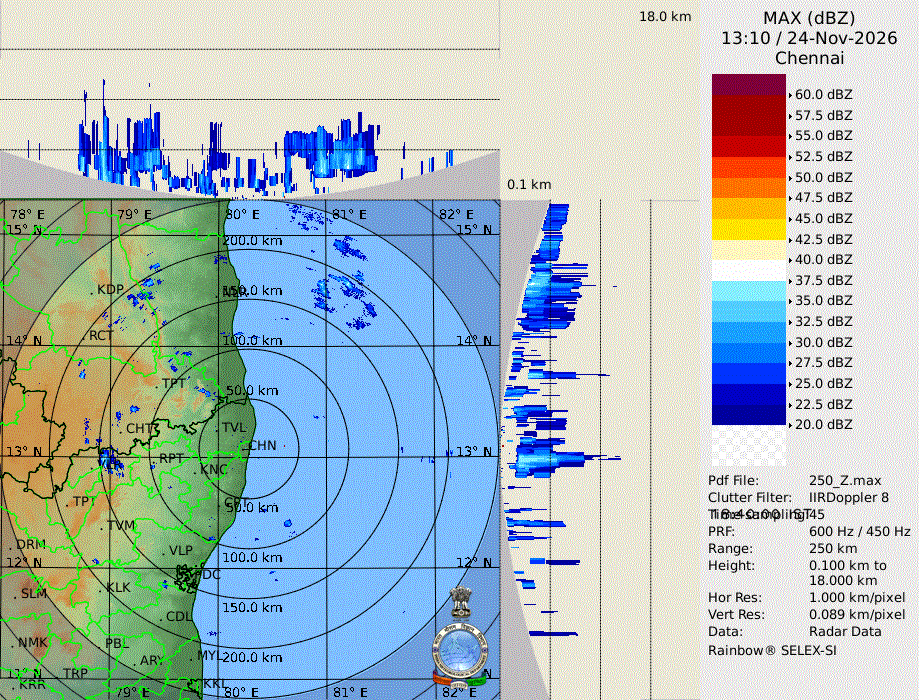 18.0 km
MAX (dBZ)
13:10 / 24-Nov-2026
Chennai
60.0 dBZ
57.5 dBZ
55.0 dBZ
52.5 dBZ
50.0 dBZ
47.5 dBZ
45.0 dBZ
42.5 dBZ
40.0 dBZ
37.5 dBZ
35.0 dBZ
32.5 dBZ
30.0 dBZ
27.5 dBZ
25.0 dBZ
22.5 dBZ
20.0 dBZ
0.1 km
78° E 79° E 80° E 81° E 82° E
15° N 15° N
200.0 km
KDP 150.0 km
RCT
14° N 100.0 km 14° N
TPT 50.0 km
CHT TVL
CHN
13° N RPT 13° N
KNC
TPT
50.0 km
TVM
DRM VLP 100.0 km
12° N 12° N
SLM KLK 150.0 km
CDL
NMK PBL
ARY MYL 200.0 km
TRP
KRR KKL
79° E 80° E 81° E 82° E
Pdf File: 250_Z.max
Clutter Filter: IIRDoppler 8
Time sampling:45
PRF: 600 Hz / 450 Hz
Range: 250 km
Height: 0.100 km to
18.000 km
Hor Res: 1.000 km/pixel
Vert Res: 0.089 km/pixel
Data: Radar Data
Rainbow® SELEX-SI